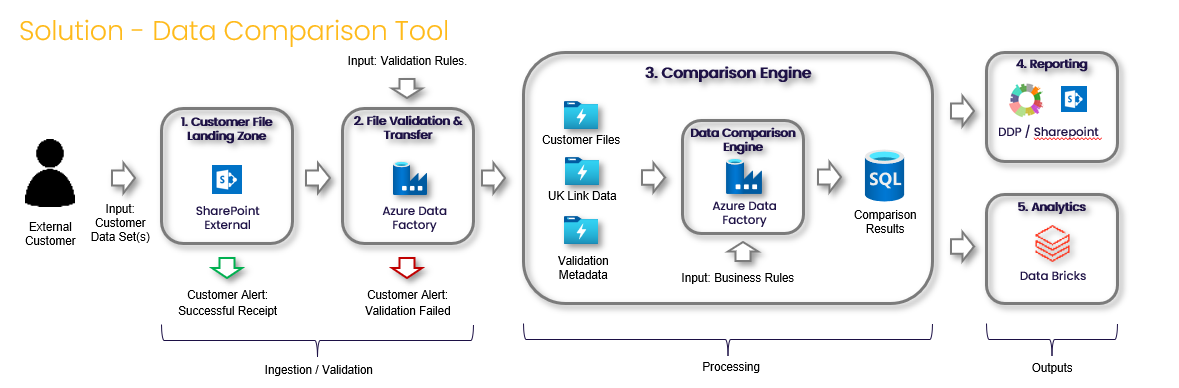 Solution - Data Comparison Tool
Input: Validation Rules.
External
Customer
Input:
Customer
Data Set(s)
1. Customer File
Landing Zone
S
SharePoint
External
Customer Alert:
Successful Receipt
2. File Validation &
Transfer
Azure Data
Factory
Customer Alert:
Validation Failed
Ingestion / Validation
3. Comparison Engine
Customer Files
UK Link Data
Validation
Metadata
Data Comparison
Engine
Azure Data
Factory
Input: Business Rules
SQL
Comparison
Results
Processing
4. Reporting
S
DDP / Sharepoint
5. Analytics
Data Bricks
Outputs